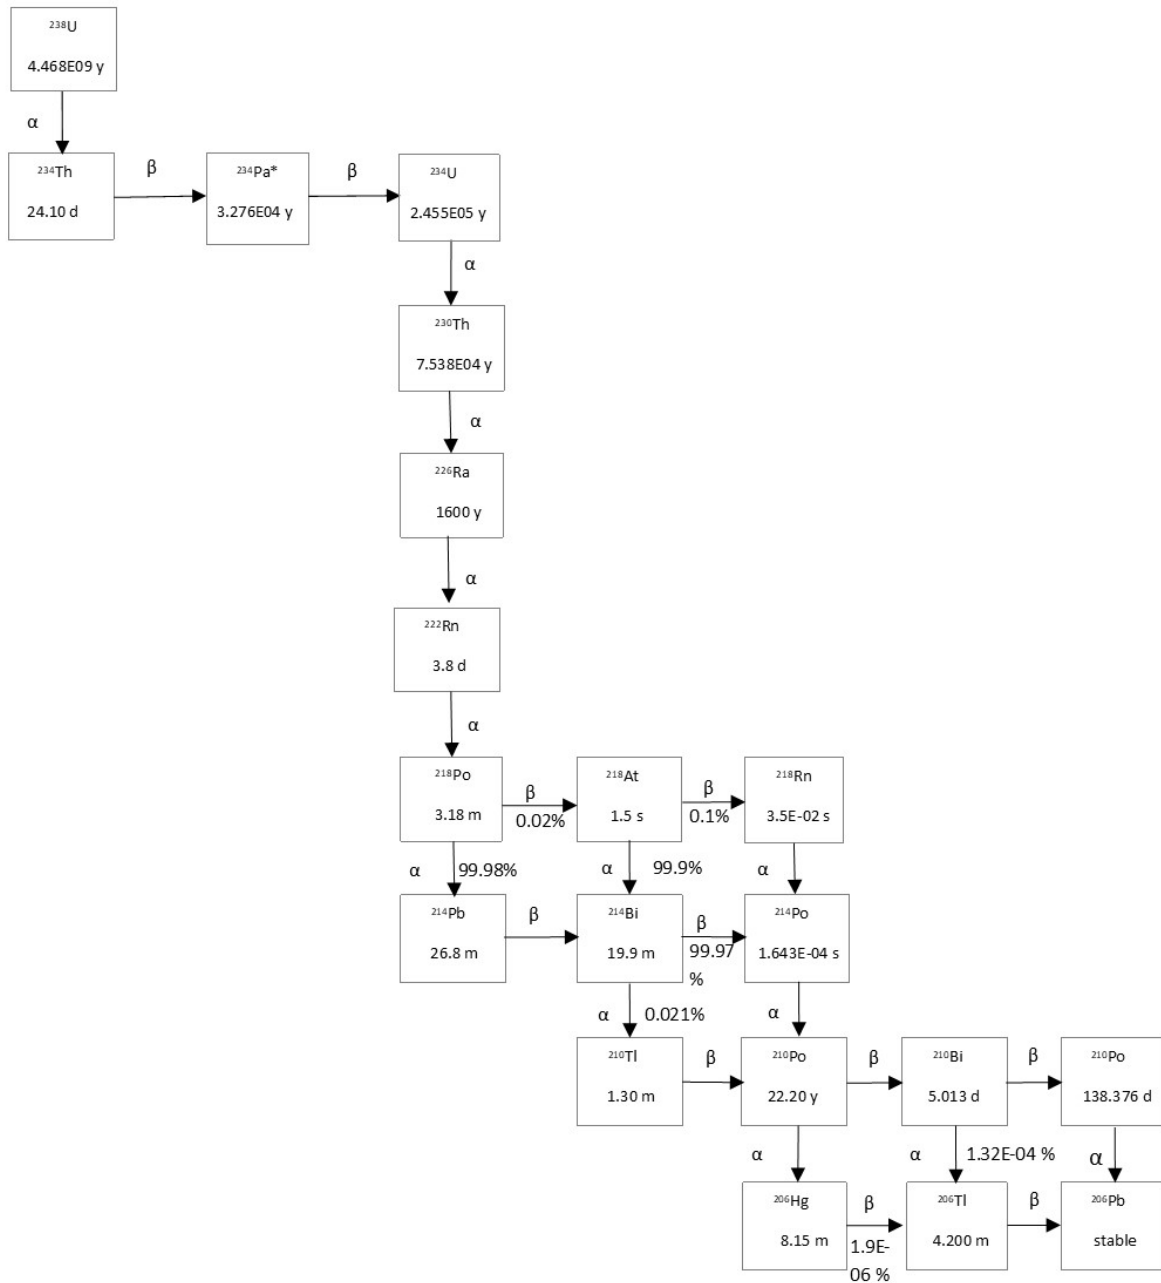 ²³⁸U
4.468E09 y
α
²³⁴Th
24.10 d
β
²³⁴Pa*
3.276E04 y
β
²³⁴U
2.455E05 y
α
²³⁰Th
7.538E04 y
α
²²⁶Ra
1600 y
α
²²²Rn
3.8 d
α
²¹⁸Po
3.18 m
β
0.02%
²¹⁸At
1.5 s
β
0.1%
²¹⁸Rn
3.5E-02 s
α
99.98%
α
99.9%
α
²¹⁴Pb
26.8 m
β
²¹⁴Bi
19.9 m
β
99.97
%
²¹⁴Po
1.643E-04 s
α
0.021%
α
²¹⁰Tl
1.30 m
β
²¹⁰Po
22.20 y
β
²¹⁰Bi
5.013 d
β
²¹⁰Po
138.376 d
α
α
1.32E-04 %
α
²⁰⁶Hg
8.15 m
β
1.9E-
06 %
²⁰⁶Tl
4.200 m
β
²⁰⁶Pb
stable